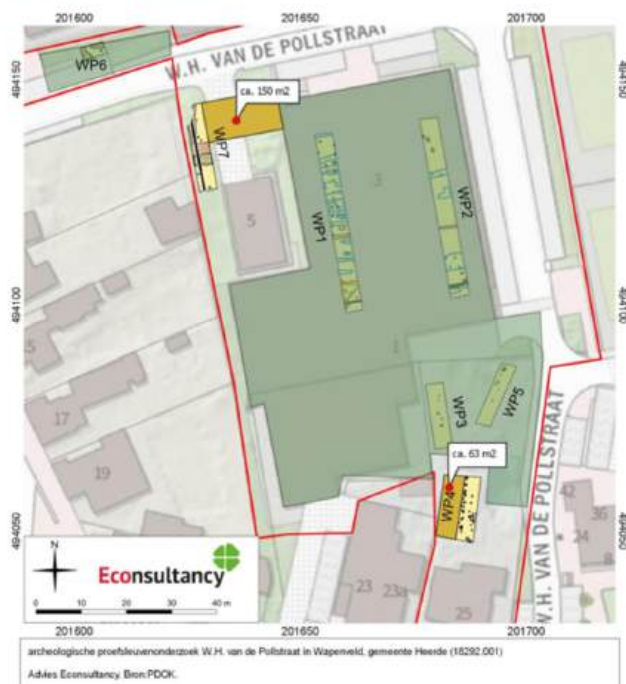 201600 201650 201700
494150 494150
W.H. VAN DE POLLSTRAAT
WP6
ca. 150 m2
WP7
WP1
WP2
5
494100 494100
WP3
WP5
17
19
ca. 63 m2
WP4
W.H. VAN DE POLLSTRAAT
42
36
24
8
494050 494050
23
23a
25
N
Econsultancy
0 10 20 30 40 m
201600 201650 201700
archeologische proefsleuvenonderzoek W.H. van de Pollstraat in Wapenveld, gemeente Heerde (18292.001)
Advies Econsultancy. Bron:PDOK.